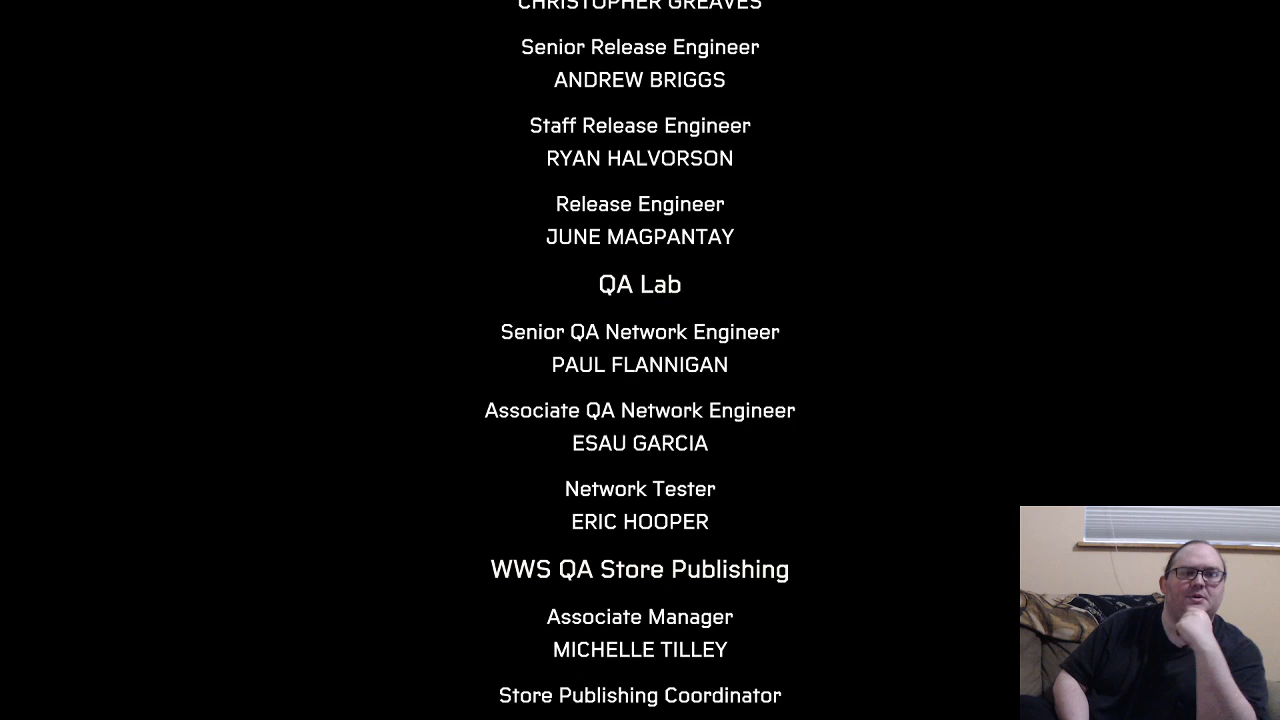 CHRISTOPHER GREAVES
Senior Release Engineer
ANDREW BRIGGS
Staff Release Engineer
RYAN HALVORSON
Release Engineer
JUNE MAGPANTAY
QA Lab
Senior QA Network Engineer
PAUL FLANNIGAN
Associate QA Network Engineer
ESAU GARCIA
Network Tester
ERIC HOOPER
WWS QA Store Publishing
Associate Manager
MICHELLE TILLEY
Store Publishing Coordinator